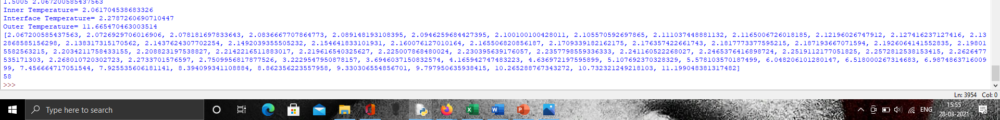 1.5005 2.067200585437563
Inner Temperature= 2.061704538683326
Interface Temperature= 2.2787260690710447
Outer Temperature= 11.665470463003514
[2.067200585437563, 2.0726929706016906, 2.078181697833643, 2.0836667707864773, 2.089148193108395, 2.0946259684427395, 2.100100100428011, 2.105570592697865, 2.111037448881132, 2.1165006726018185, 2.12196026747912, 2.127416237127416, 2.13
2868585156298, 2.138317315170562, 2.1437624307702254, 2.1492039355505232, 2.154641833101931, 2.160076127010164, 2.165506820856187, 2.1709339182162175, 2.176357422661743, 2.1817773377595215, 2.187193667071594, 2.1926064141552835, 2.19801
55825632​15, 2.2034211758433155, 2.208823197538827, 2.2142216511883017, 2.219616540325627, 2.225007868480024, 2.230395639176057, 2.2357798559336333, 2.241160522268027, 2.2465376416898724, 2.2519112177051825, 2.2572812538153415, 2.2626477
535171303, 2.268010720302723, 2.2733701576597, 2.7509956817877526, 3.2229547950878157, 3.6946037150832574, 4.165942747483223, 4.636972197595899, 5.107692370328329, 5.578103570187499, 6.048206101280147, 6.518000267314683, 6.9874863716009
99, 7.456664717051544, 7.925535606181141, 8.394099341108884, 8.862356223557958, 9.330306554856701, 9.797950635938415, 10.265288767343272, 10.732321249218103, 11.199048381317482]
58
>>>
Ln: 3954 Col: 0
Type here to search
ENG
15:55
28-03-2021